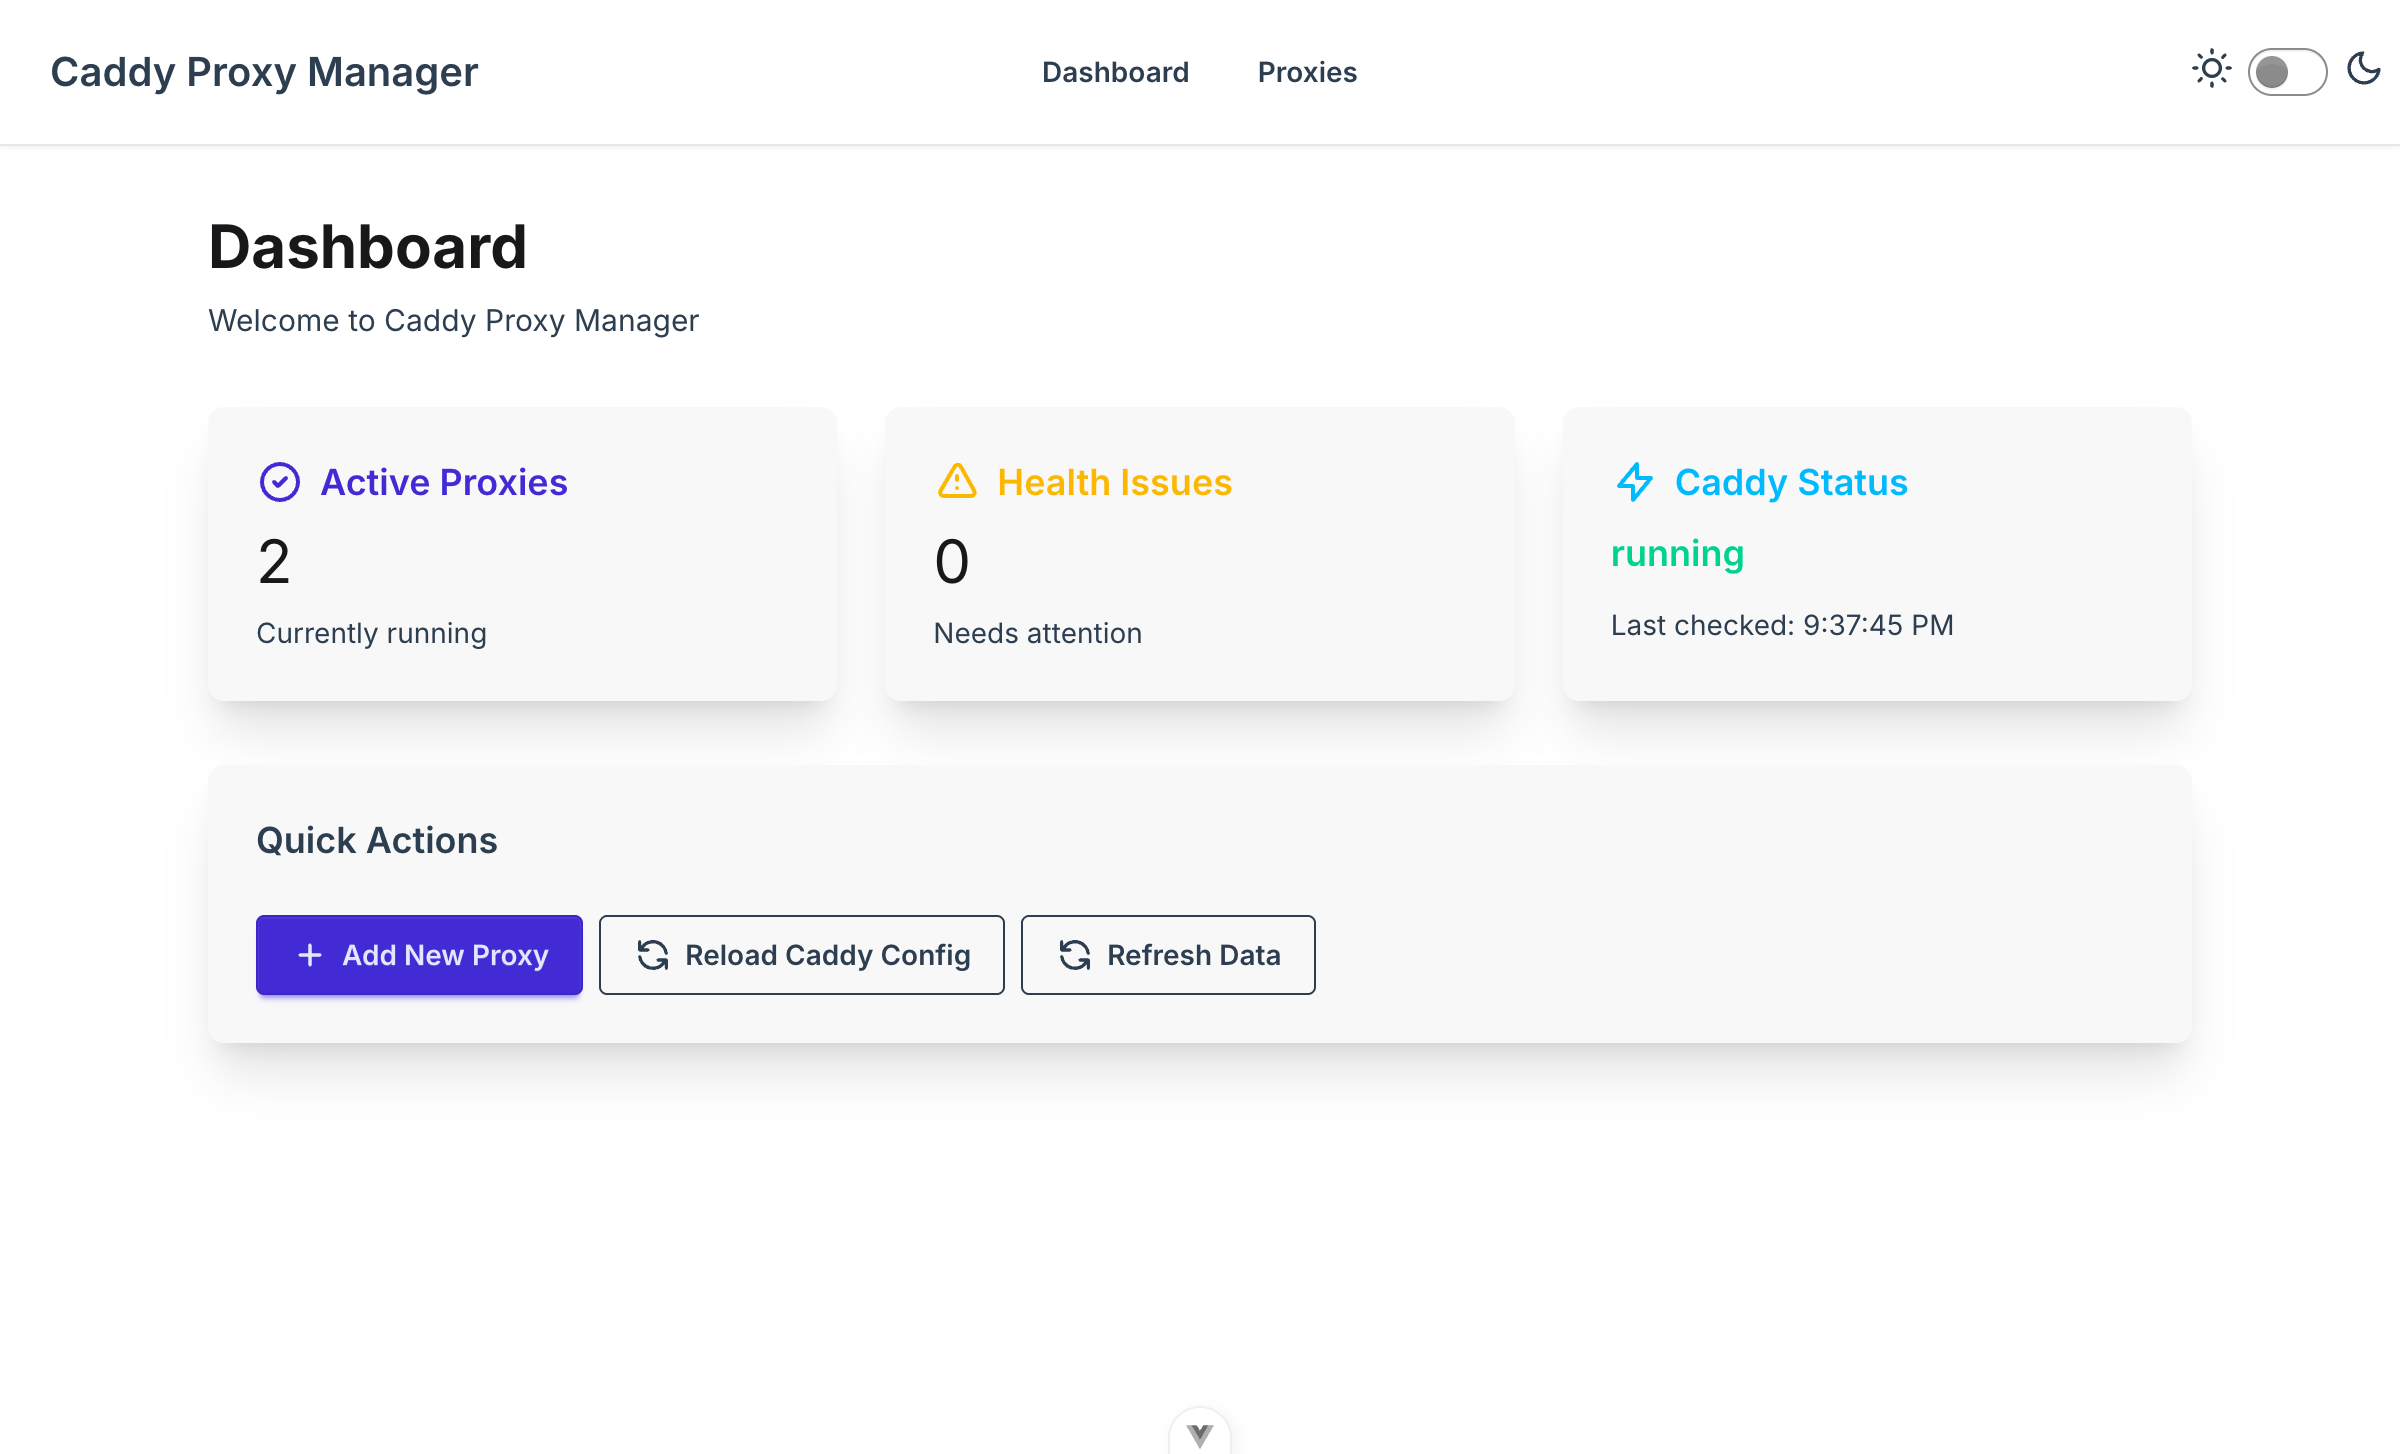 Caddy Proxy Manager
Dashboard
Proxies
Dashboard
Welcome to Caddy Proxy Manager
Active Proxies
2
Currently running
Health Issues
0
Needs attention
Caddy Status
running
Last checked: 9:37:45 PM
Quick Actions
Add New Proxy
Reload Caddy Config
Refresh Data